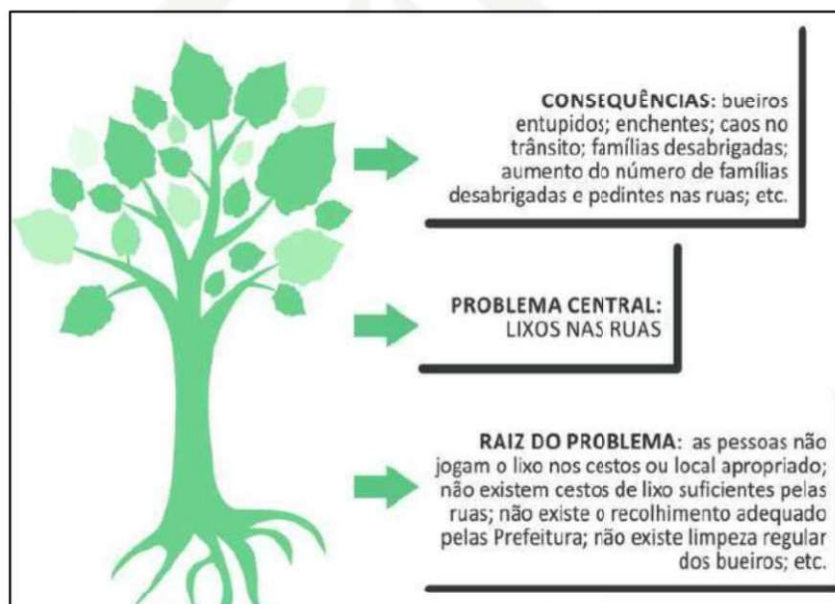 CONSEQUÊNCIAS: bueiros
entupidos; enchentes; caos no
trânsito; famílias desabrigadas;
aumento do número de famílias
desabrigadas e pedintes nas ruas; etc.
PROBLEMA CENTRAL:
LIXOS NAS RUAS
RAIZ DO PROBLEMA: as pessoas não
jogam o lixo nos cestos ou local apropriado;
não existem cestos de lixo suficientes pelas
ruas; não existe o recolhimento adequado
pelas Prefeitura; não existe limpeza regular
dos bueiros; etc.